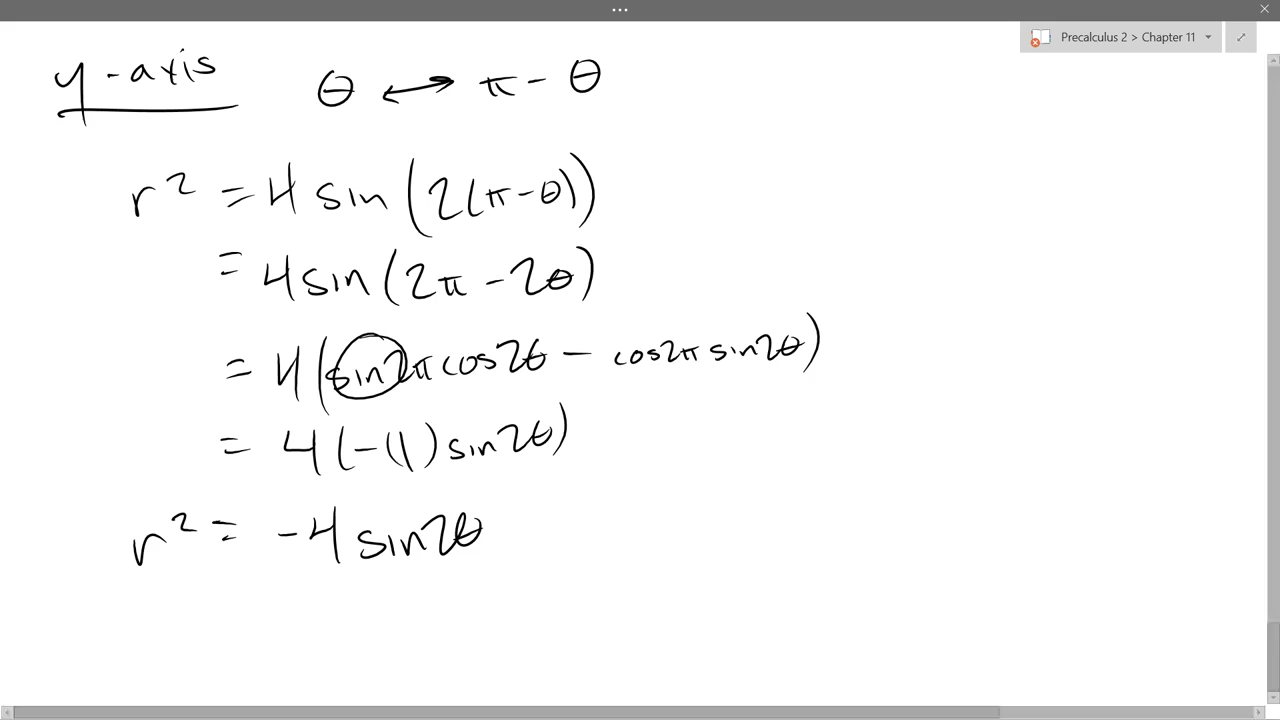 Precalculus 2 > Chapter 11
y-axis θ ↔ π - θ
r² = 4 sin (2(π-θ))
= 4 sin (2π - 2θ)
= 4 (sin2π cos2θ - cos2π sin2θ)
= 4 (-(1) sin2θ)
r² = -4 sin2θ